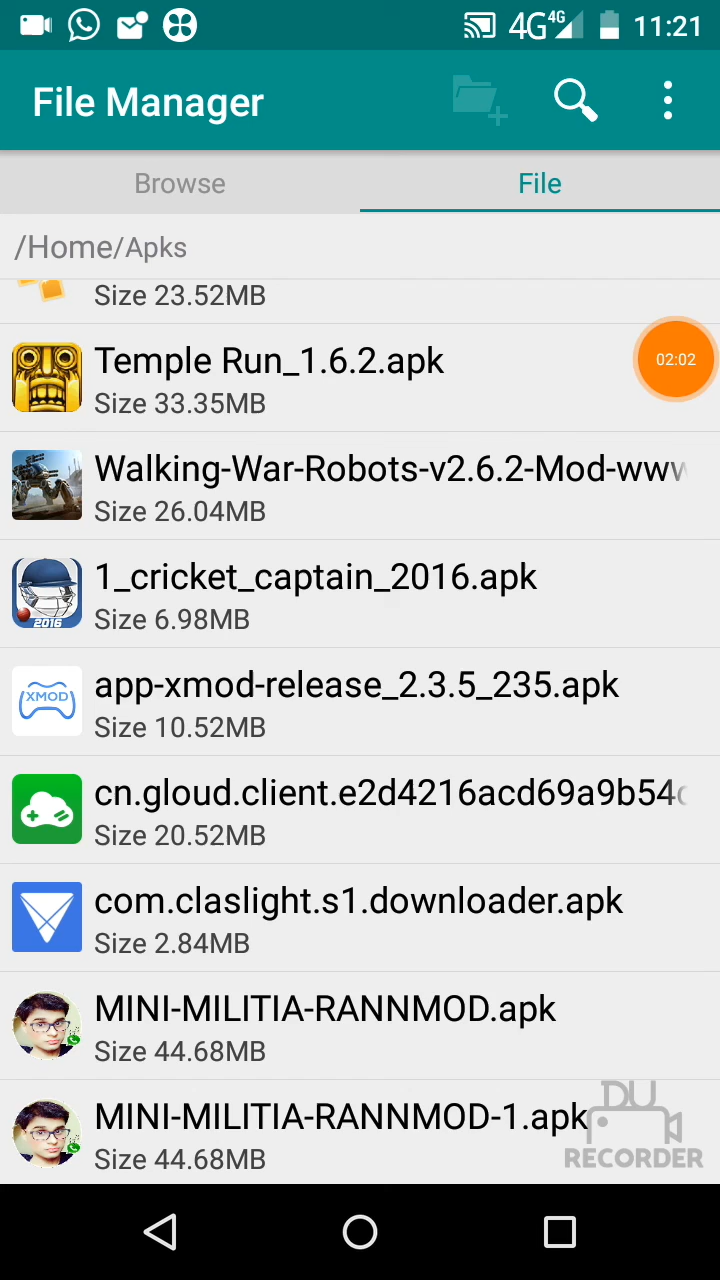 4G 4G 11:21
File Manager
Browse File
/Home/Apks
Size 23.52MB
Temple Run_1.6.2.apk
02:02
Size 33.35MB
Walking-War-Robots-v2.6.2-Mod-www
Size 26.04MB
1_cricket_captain_2016.apk
2016
Size 6.98MB
app-xmod-release_2.3.5_235.apk
XMOD
Size 10.52MB
cn.gloud.client.e2d4216acd69a9b54c
Size 20.52MB
com.claslight.s1.downloader.apk
Size 2.84MB
MINI-MILITIA-RANNMOD.apk
Size 44.68MB
MINI-MILITIA-RANNMOD-1.apk
Size 44.68MB
DU
RECORDER